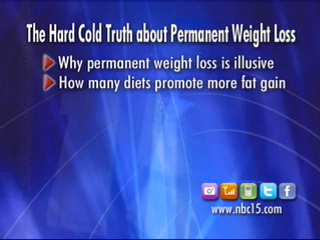 The Hard Cold Truth about Permanent Weight Loss
Why permanent weight loss is illusive
How many diets promote more fat gain
www.nbc15.com